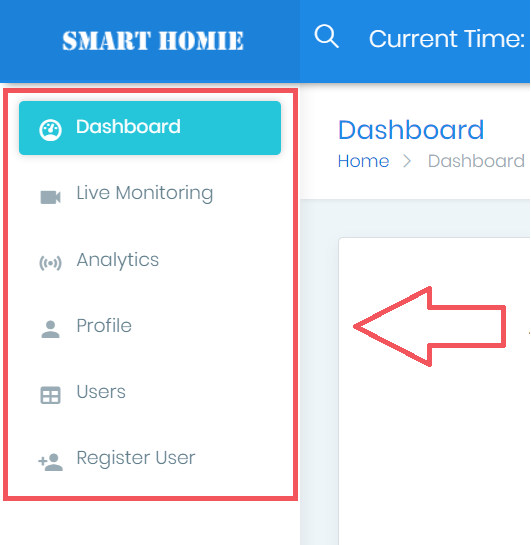 SMART HOMIE
Current Time:
Dashboard
Live Monitoring
Analytics
Profile
Users
Register User
Dashboard
Home > Dashboard